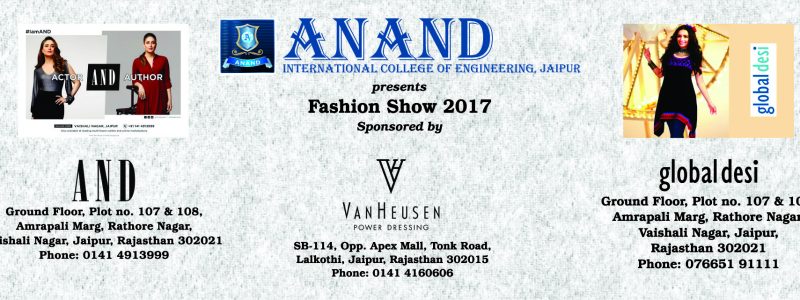 #IamAND
ACTOR AND AUTHOR
VAISHALI NAGAR, JAIPUR
AND
Ground Floor, Plot no. 107 & 108,
Amrapali Marg, Rathore Nagar,
ishali Nagar, Jaipur, Rajasthan 302021
Phone: 0141 4913999
ANAND
ANAND
INTERNATIONAL COLLEGE OF ENGINEERING, JAIPUR
presents
Fashion Show 2017
Sponsored by
VANHEUSEN
POWER DRESSING
SB-114, Opp. Apex Mall, Tonk Road,
Lalkothi, Jaipur, Rajasthan 302015
Phone: 0141 4160606
global desi
global desi
Ground Floor, Plot no. 107 & 10
Amrapali Marg, Rathore Nagar
Vaishali Nagar, Jaipur,
Rajasthan 302021
Phone: 076651 91111